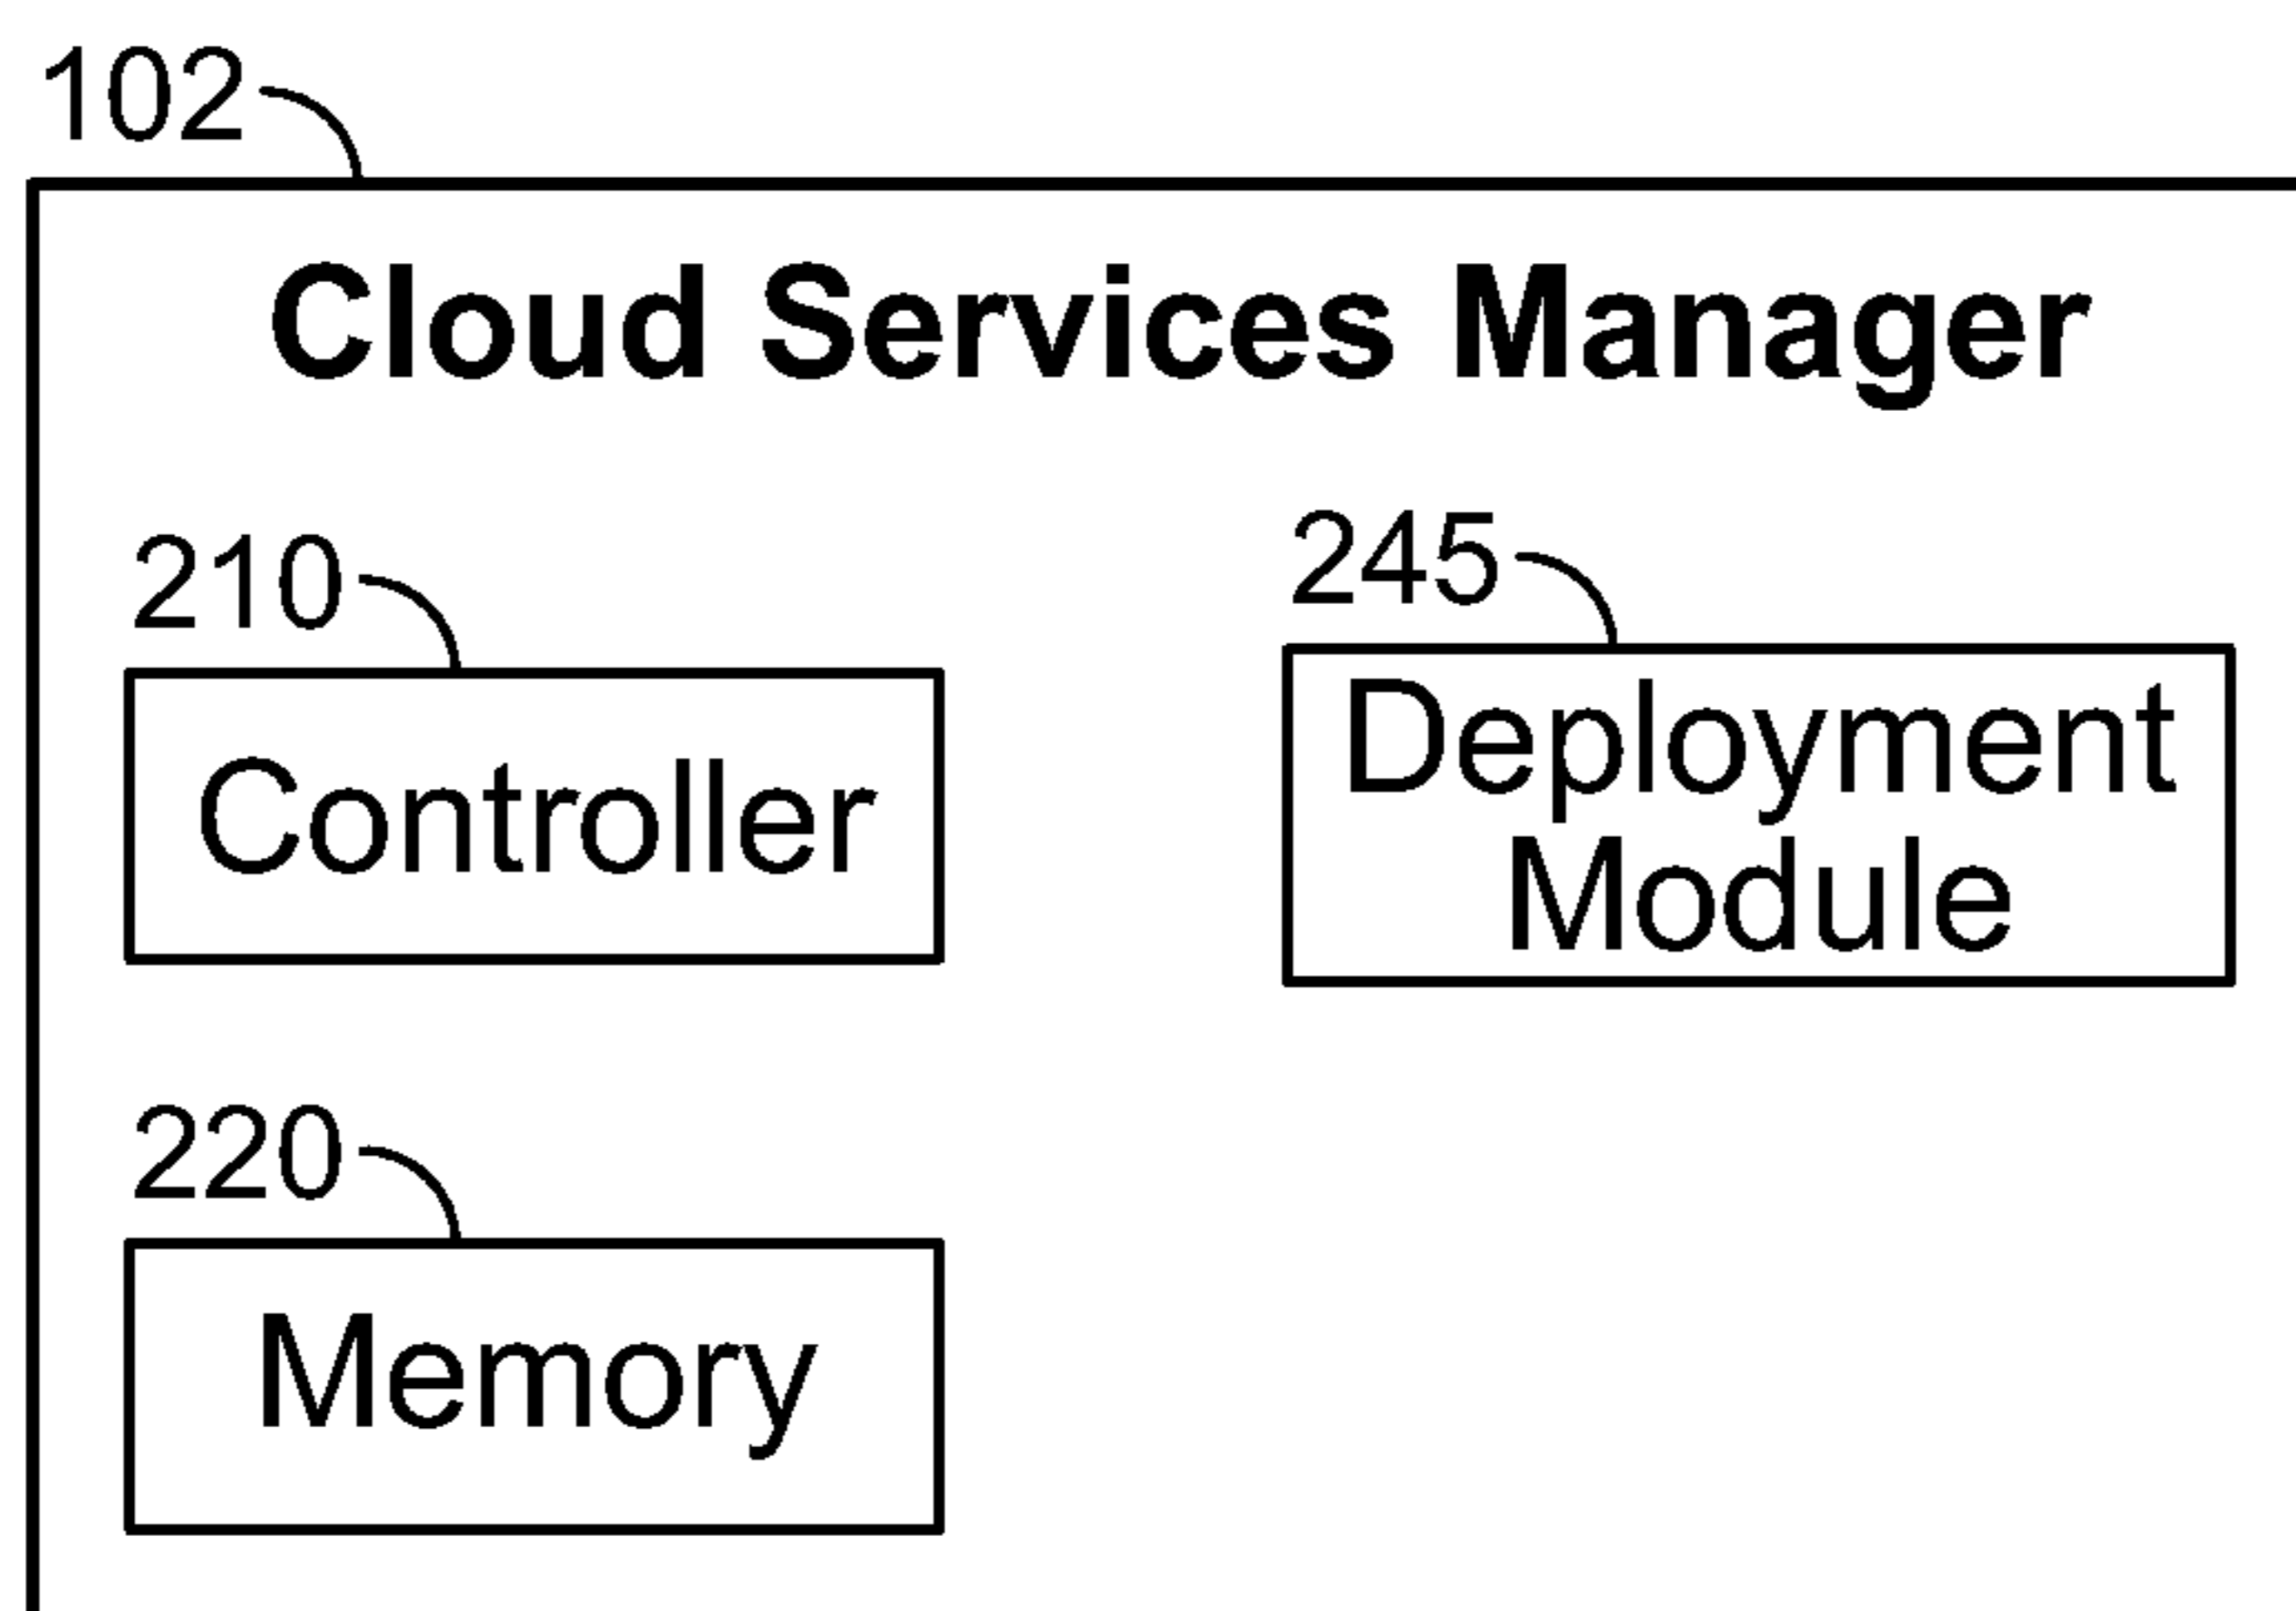 102
Cloud Services Manager
210
Controller
245
Deployment
Module
220
Memory